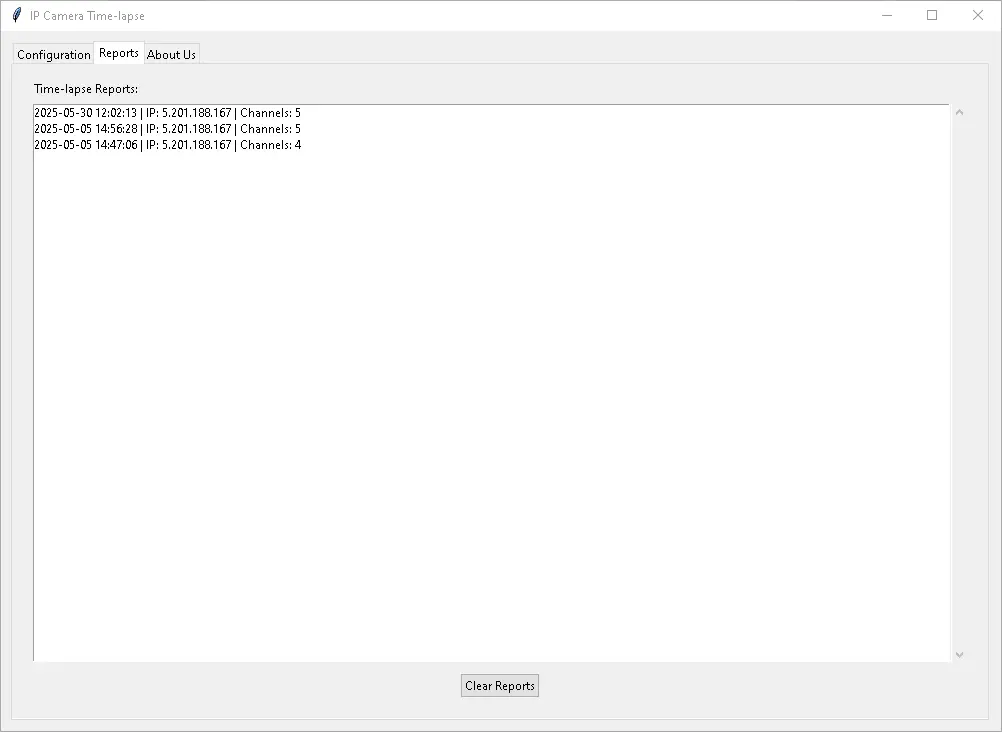 IP Camera Time-lapse
Configuration Reports About Us
Time-lapse Reports:
2025-05-30 12:02:13 | IP: 5.201.188.167 | Channels: 5
2025-05-05 14:56:28 | IP: 5.201.188.167 | Channels: 5
2025-05-05 14:47:06 | IP: 5.201.188.167 | Channels: 4
Clear Reports